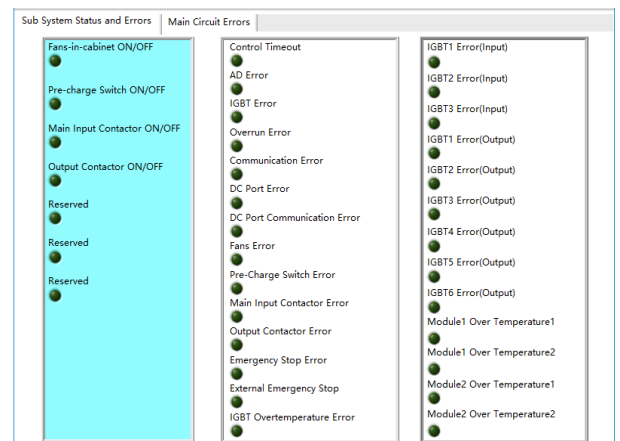 Sub System Status and Errors
Main Circuit Errors
Fans-in-cabinet ON/OFF
Pre-charge Switch ON/OFF
Main Input Contactor ON/OFF
Output Contactor ON/OFF
Reserved
Reserved
Reserved
Control Timeout
AD Error
IGBT Error
Overrun Error
Communication Error
DC Port Error
DC Port Communication Error
Fans Error
Pre-Charge Switch Error
Main Input Contactor Error
Output Contactor Error
Emergency Stop Error
External Emergency Stop
IGBT Overtemperature Error
IGBT1 Error(Input)
IGBT2 Error(Input)
IGBT3 Error(Input)
IGBT1 Error(Output)
IGBT2 Error(Output)
IGBT3 Error(Output)
IGBT4 Error(Output)
IGBT5 Error(Output)
IGBT6 Error(Output)
Module1 Over Temperature1
Module1 Over Temperature2
Module2 Over Temperature1
Module2 Over Temperature2